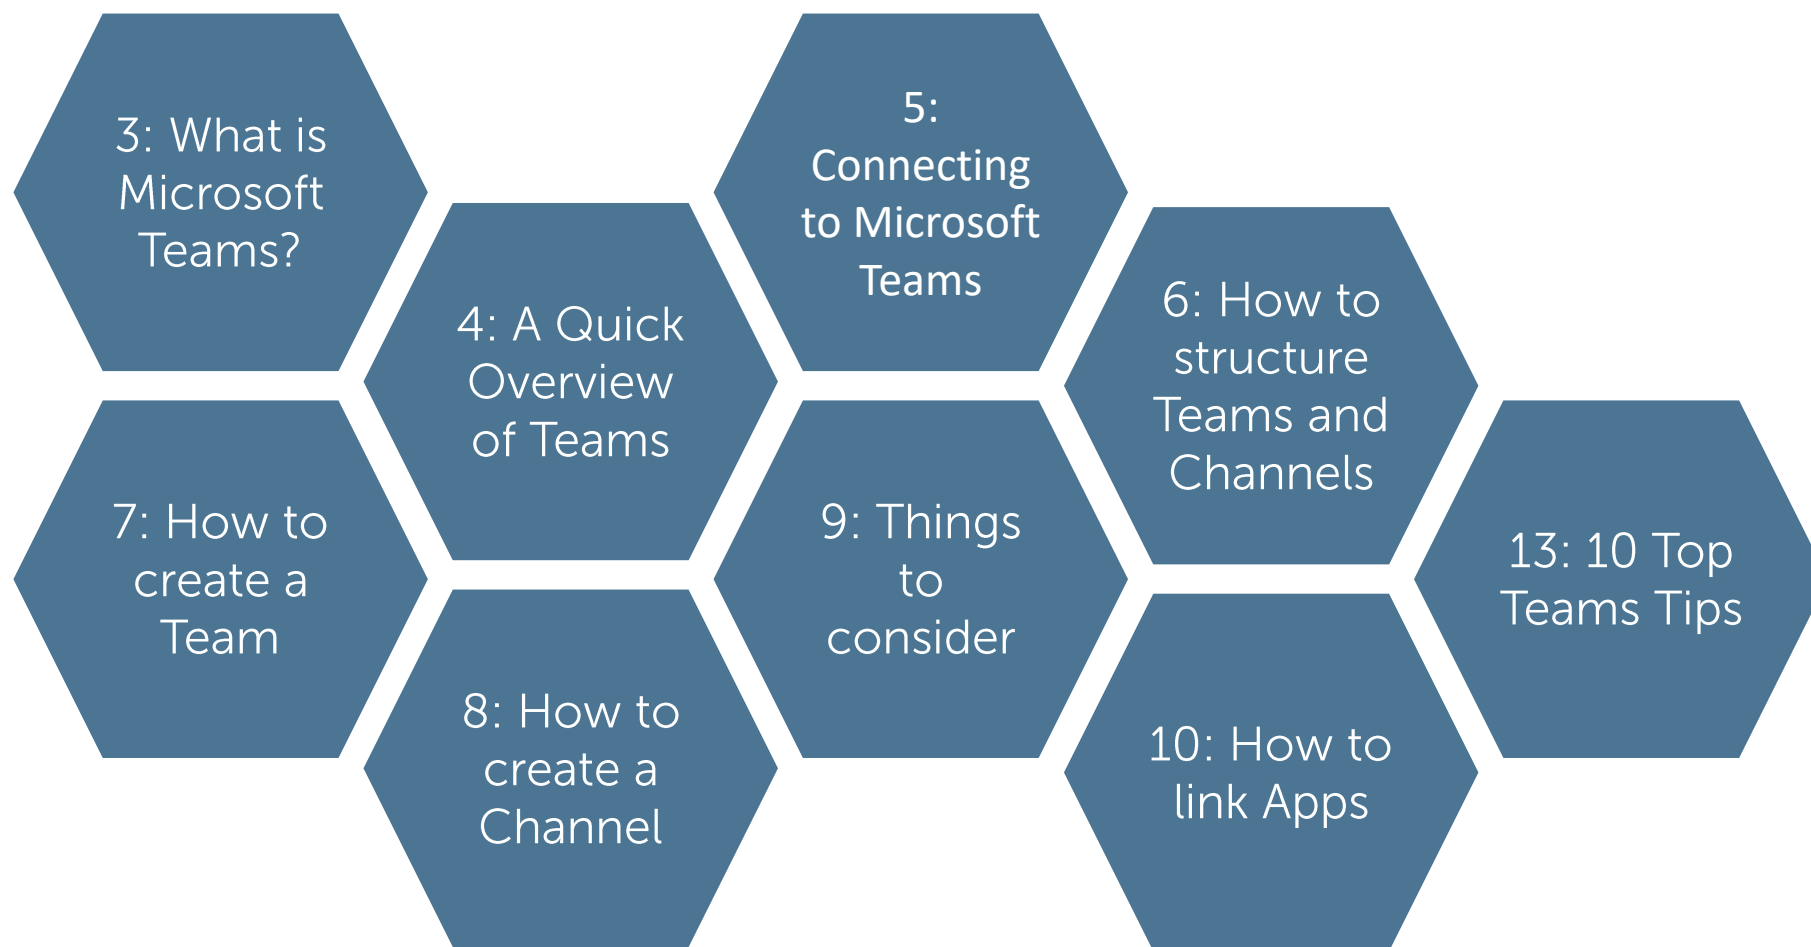 3: What is
Microsoft
Teams?
4: A Quick
Overview
of Teams
5:
Connecting
to Microsoft
Teams
6: How to
structure
Teams and
Channels
7: How to
create a
Team
8: How to
create a
Channel
9: Things
to
consider
10: How to
link Apps
13: 10 Top
Teams Tips